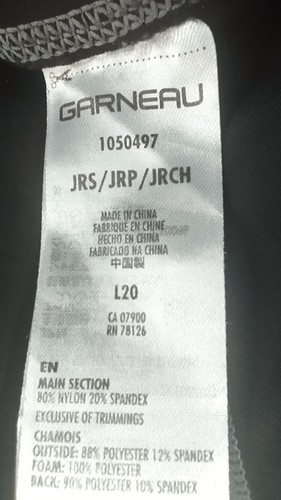 GARNEAU
1050497
JRS/JRP/JRCH
MADE IN CHINA
FABRIQUÉ EN CHINE
HECHO EN CHINA
FABRICADO NA CHINA
中国製
L20
CA 07900
RN 78126
EN
MAIN SECTION
80% NYLON 20% SPANDEX
EXCLUSIVE OF TRIMMINGS
CHAMOIS
OUTSIDE: 88% POLYESTER 12% SPANDEX
FOAM: 100% POLYESTER
BACK: 90% POLYESTER 10% SPANDEX